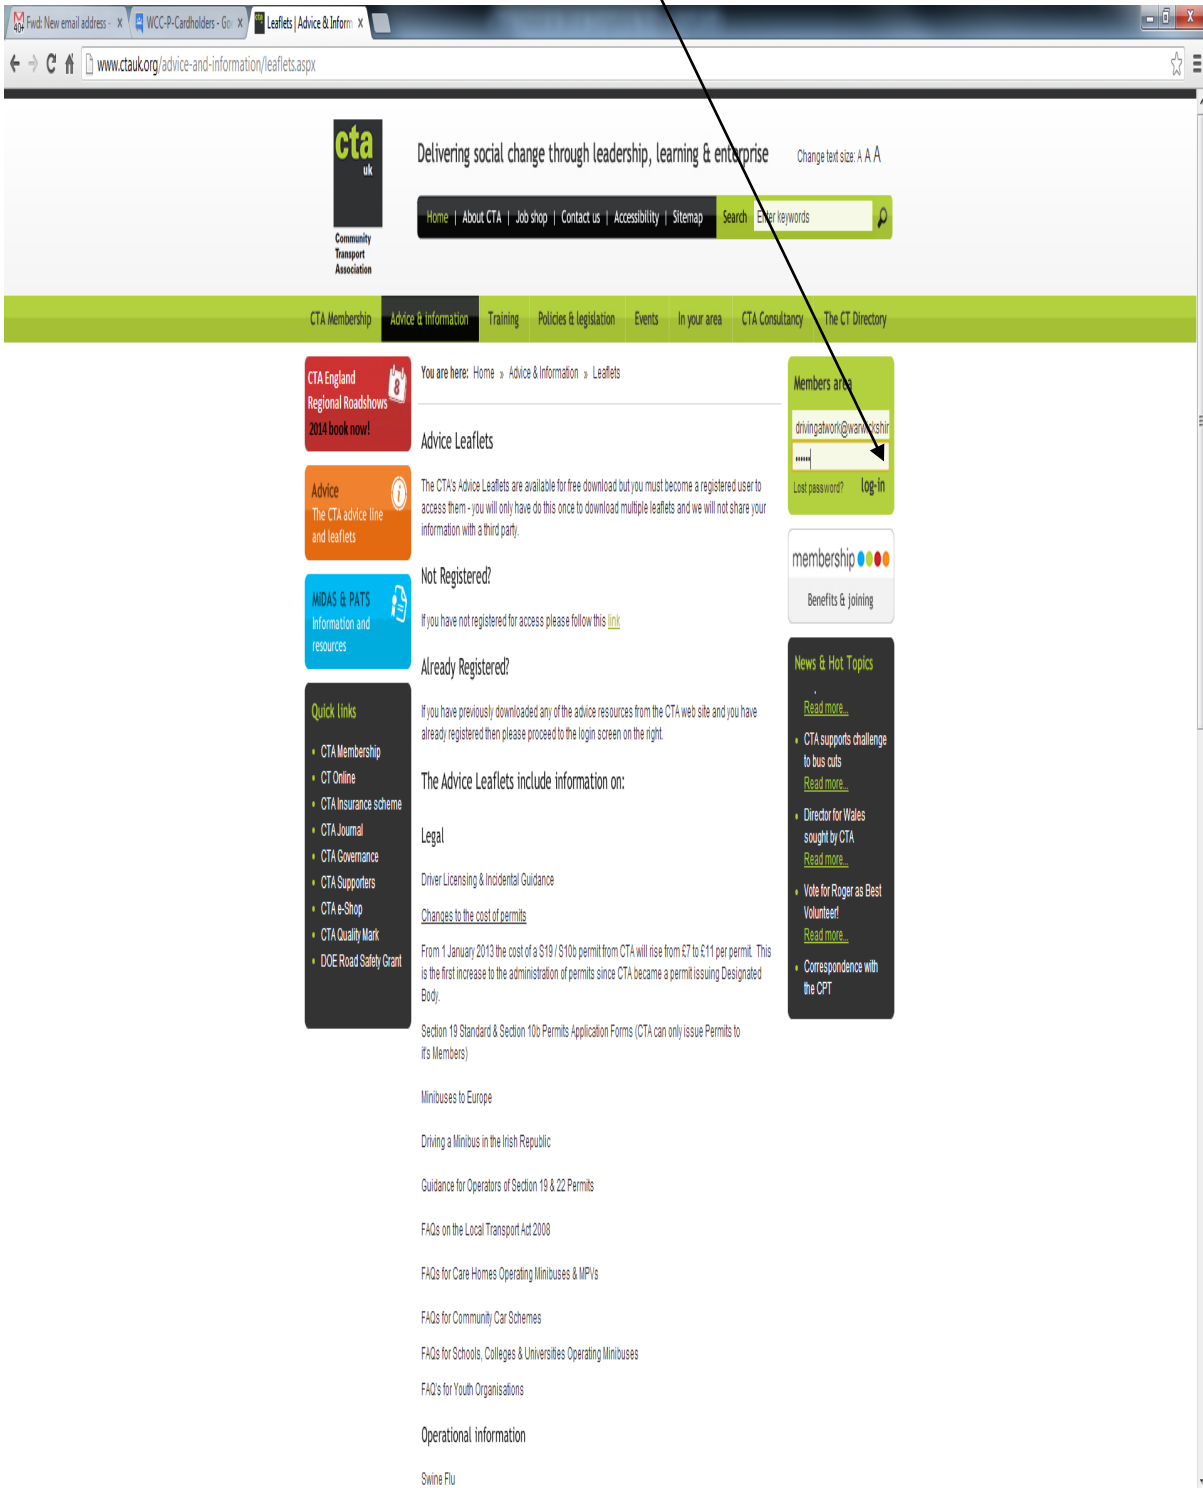 40+ Fwd: New email address -
WCC-P-Cardholders - Go
Leaflets | Advice & Inform
www.ctauk.org/advice-and-information/leaflets.aspx
cta
uk
Community
Transport
Association
Delivering social change through leadership, learning & enterprise
Change text size: A A A
Home | About CTA | Job shop | Contact us | Accessibility | Sitemap
Search Enter keywords
CTA Membership Advice & information Training Policies & legislation Events In your area CTA Consultancy The CT Directory
CTA England
Regional Roadshows
2014 book now!
8
Advice
The CTA advice line
and leaflets
MiDAS & PATS
Information and
resources
Quick links
CTA Membership
CT Online
CTA Insurance scheme
CTA Journal
CTA Governance
CTA Supporters
CTA e-Shop
CTA Quality Mark
DOE Road Safety Grant
You are here: Home » Advice & Information » Leaflets
Advice Leaflets
The CTA's Advice Leaflets are available for free download but you must become a registered user to
access them - you will only have do this once to download multiple leaflets and we will not share your
information with a third party.
Not Registered?
If you have not registered for access please follow this link
Already Registered?
If you have previously downloaded any of the advice resources from the CTA web site and you have
already registered then please proceed to the login screen on the right.
The Advice Leaflets include information on:
Legal
Driver Licensing & Incidental Guidance
Changes to the cost of permits
From 1 January 2013 the cost of a S19 / S10b permit from CTA will rise from £7 to £11 per permit. This
is the first increase to the administration of permits since CTA became a permit issuing Designated
Body.
Section 19 Standard & Section 10b Permits Application Forms (CTA can only issue Permits to
it's Members)
Minibuses to Europe
Driving a Minibus in the Irish Republic
Guidance for Operators of Section 19 & 22 Permits
FAQs on the Local Transport Act 2008
FAQs for Care Homes Operating Minibuses & MPVs
FAQs for Community Car Schemes
FAQs for Schools, Colleges & Universities Operating Minibuses
FAQ's for Youth Organisations
Operational information
Swine Flu
Members area
drivingatwork@warwickshir
••••••
Lost password? log-in
membership
Benefits & joining
News & Hot Topics
Read more...
CTA supports challenge
to bus cuts
Read more...
Director for Wales
sought by CTA
Read more...
Vote for Roger as Best
Volunteer!
Read more...
Correspondence with
the CPT